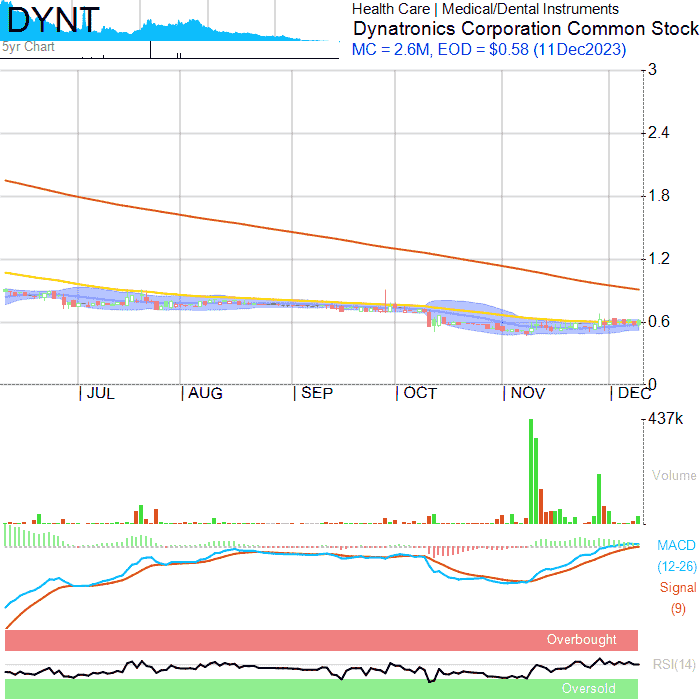 DYNT
5yr Chart
Health Care | Medical/Dental Instruments
Dynatronics Corporation Common Stock
MC = 2.6M, EOD = $0.58 (11Dec2023)
3
2.4
1.8
1.2
0.6
0
JUL AUG SEP OCT NOV DEC
437k
Volume
MACD
(12-26)
Signal
(9)
Overbought
RSI(14)
Oversold